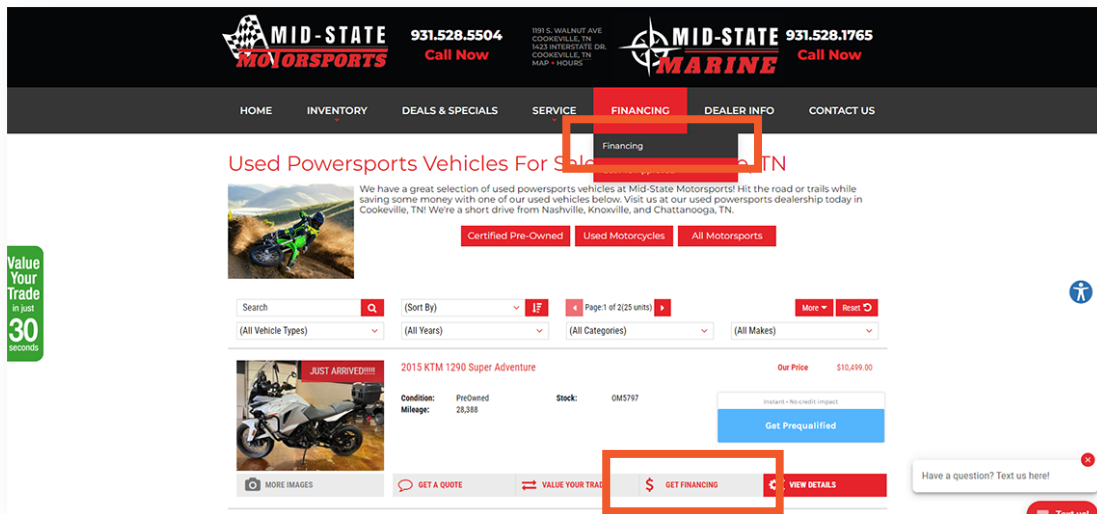 MID-STATE
MOTORSPORTS
931.528.5504
Call Now
1191 S. WALNUT AVE
COOKEVILLE, TN
1423 INTERSTATE DR.
COOKEVILLE, TN
MAP • HOURS
MID-STATE
MARINE
931.528.1765
Call Now
HOME INVENTORY DEALS & SPECIALS SERVICE FINANCING DEALER INFO CONTACT US
Financing
Used Powersports Vehicles For Sale TN
We have a great selection of used powersports vehicles at Mid-State Motorsports! Hit the road or trails while
saving some money with one of our used vehicles below. Visit us at our used powersports dealership today in
Cookeville, TN! We're a short drive from Nashville, Knoxville, and Chattanooga, TN.
Certified Pre-Owned Used Motorcycles All Motorsports
Value
Your
Trade
in just
30
seconds
Search (Sort By) Page:1 of 2(25 units) More Reset
(All Vehicle Types) (All Years) (All Categories) (All Makes)
JUST ARRIVED!!!!!
2015 KTM 1290 Super Adventure Our Price $10,499.00
Condition: PreOwned Stock: OM5797
Mileage: 28,388
Instant • No credit impact
Get Prequalified
MORE IMAGES GET A QUOTE VALUE YOUR TRADE $ GET FINANCING VIEW DETAILS
Have a question? Text us here!
Text us!